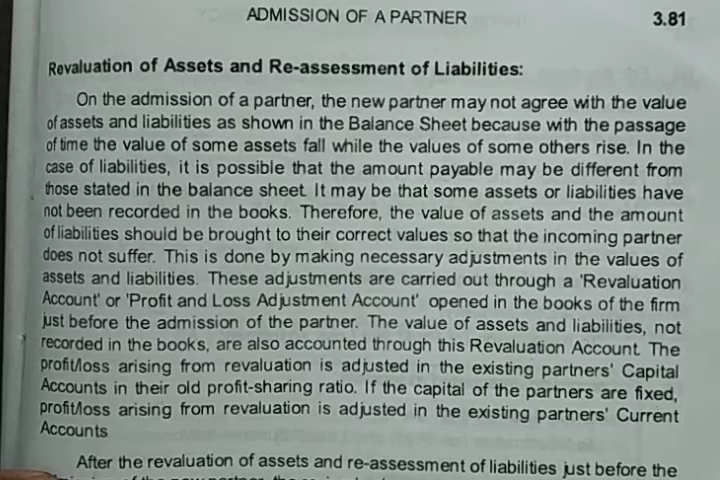 ADMISSION OF A PARTNER 3.81
Revaluation of Assets and Re-assessment of Liabilities:
On the admission of a partner, the new partner may not agree with the value
of assets and liabilities as shown in the Balance Sheet because with the passage
of time the value of some assets fall while the values of some others rise. In the
case of liabilities, it is possible that the amount payable may be different from
those stated in the balance sheet. It may be that some assets or liabilities have
not been recorded in the books. Therefore, the value of assets and the amount
of liabilities should be brought to their correct values so that the incoming partner
does not suffer. This is done by making necessary adjustments in the values of
assets and liabilities. These adjustments are carried out through a 'Revaluation
Account' or 'Profit and Loss Adjustment Account' opened in the books of the firm
just before the admission of the partner. The value of assets and liabilities, not
recorded in the books, are also accounted through this Revaluation Account. The
profit/loss arising from revaluation is adjusted in the existing partners' Capital
Accounts in their old profit-sharing ratio. If the capital of the partners are fixed,
profit/loss arising from revaluation is adjusted in the existing partners' Current
Accounts
After the revaluation of assets and re-assessment of liabilities just before the